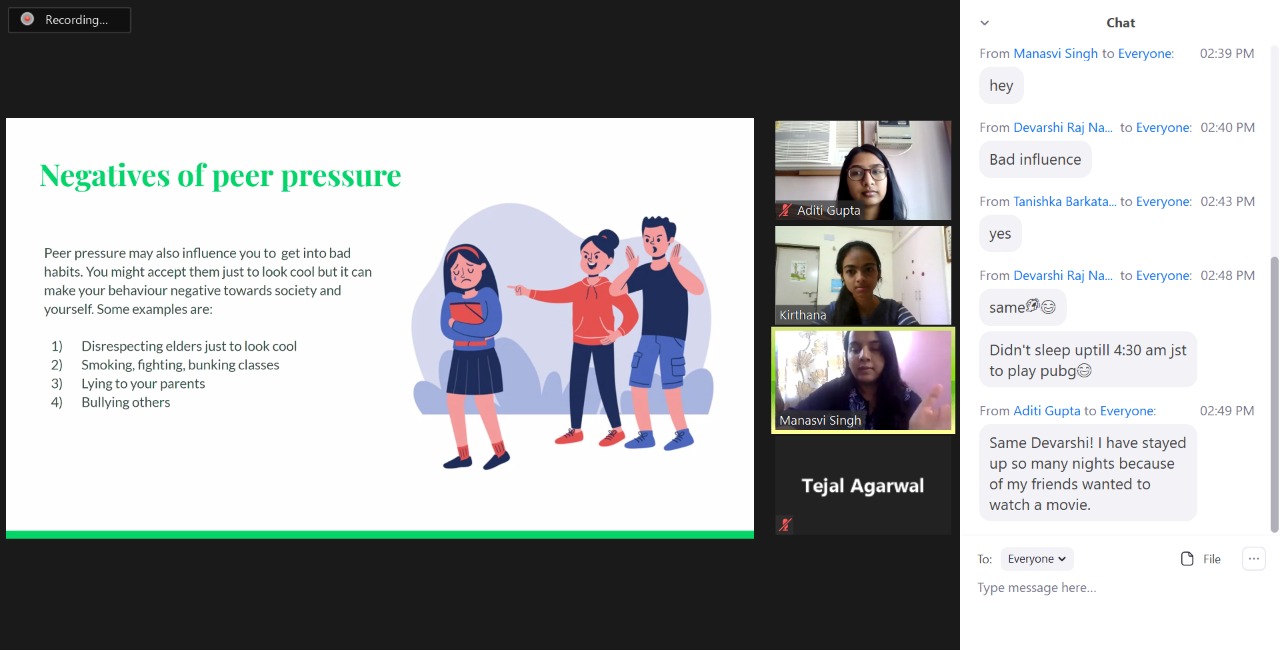 Recording...
Negatives of peer pressure
Peer pressure may also influence you to get into bad
habits. You might accept them just to look cool but it can
make your behaviour negative towards society and
yourself. Some examples are:
1) Disrespecting elders just to look cool
2) Smoking, fighting, bunking classes
3) Lying to your parents
4) Bullying others
Aditi Gupta
Kirthana
Manasvi Singh
Tejal Agarwal
Chat
From Manasvi Singh to Everyone: 02:39 PM
hey
From Devarshi Raj Na... to Everyone: 02:40 PM
Bad influence
From Tanishka Barkata... to Everyone: 02:43 PM
yes
From Devarshi Raj Na... to Everyone: 02:48 PM
same🤣😅
Didn't sleep uptill 4:30 am jst
to play pubg😅
From Aditi Gupta to Everyone: 02:49 PM
Same Devarshi! I have stayed
up so many nights because
of my friends wanted to
watch a movie.
To: Everyone File ...
Type message here...